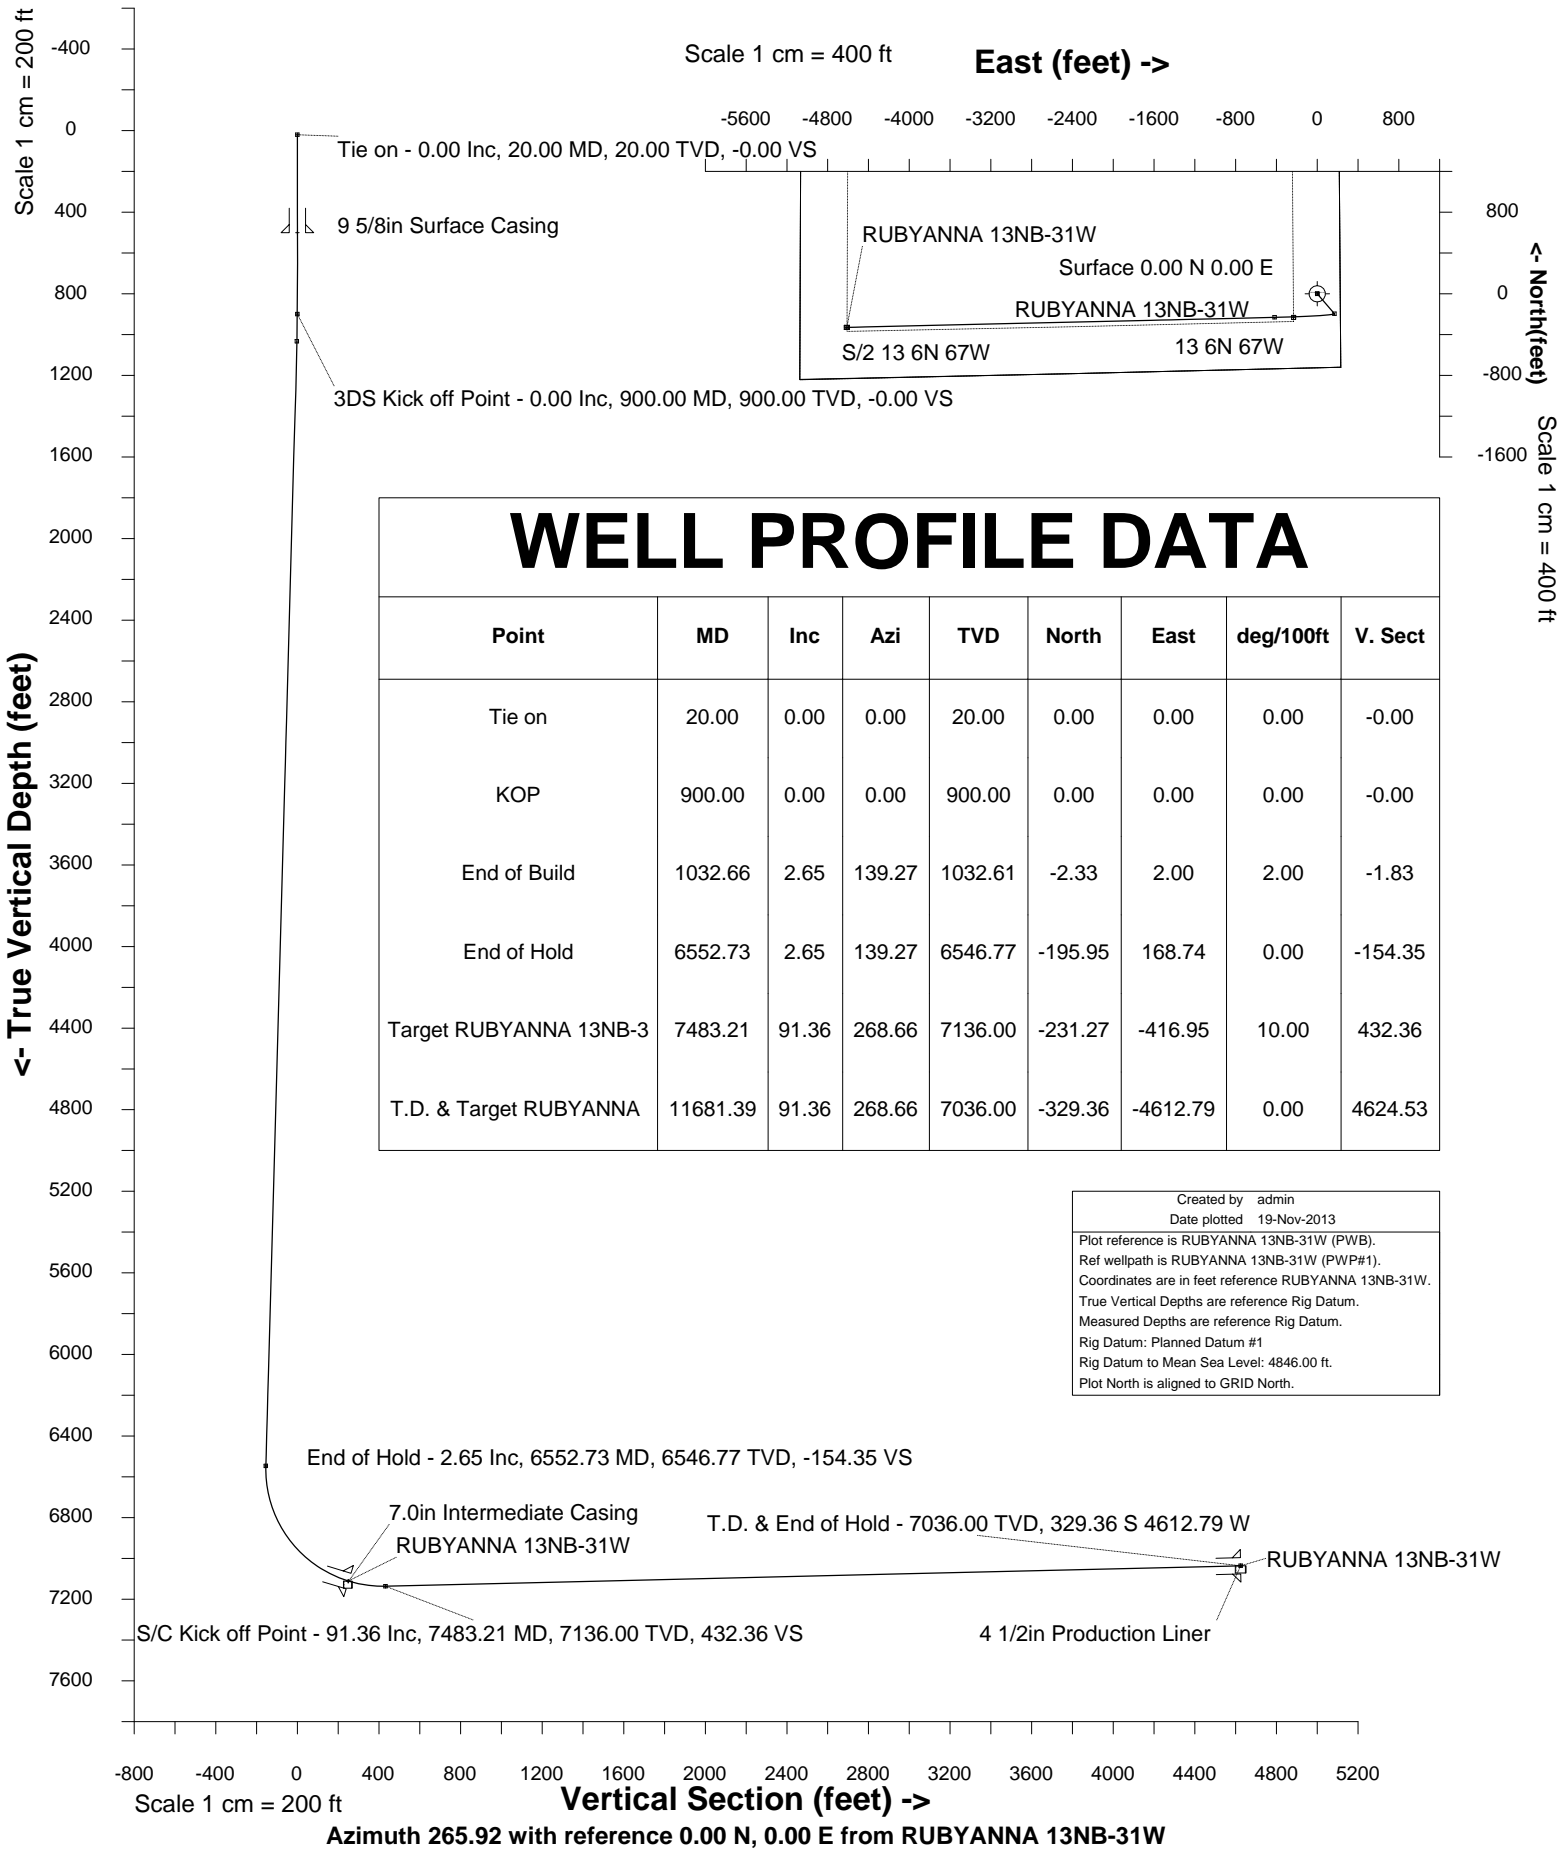 Scale 1 cm = 200 ft
Scale 1 cm = 400 ft
East (feet) ->
-5600 -4800 -4000 -3200 -2400 -1600 -800 0 800
-400
0
400
800
1200
1600
2000
2400
2800
3200
3600
4000
4400
4800
5200
5600
6000
6400
6800
7200
7600
<- True Vertical Depth (feet)
Tie on - 0.00 Inc, 20.00 MD, 20.00 TVD, -0.00 VS
9 5/8in Surface Casing
3DS Kick off Point - 0.00 Inc, 900.00 MD, 900.00 TVD, -0.00 VS
RUBYANNA 13NB-31W
Surface 0.00 N 0.00 E
RUBYANNA 13NB-31W
S/2 13 6N 67W
13 6N 67W
800
0
-800
-1600
<- North(feet)
Scale 1 cm = 400 ft
WELL PROFILE DATA
Point MD Inc Azi TVD North East deg/100ft V. Sect
Tie on 20.00 0.00 0.00 20.00 0.00 0.00 0.00 -0.00
KOP 900.00 0.00 0.00 900.00 0.00 0.00 0.00 -0.00
End of Build 1032.66 2.65 139.27 1032.61 -2.33 2.00 2.00 -1.83
End of Hold 6552.73 2.65 139.27 6546.77 -195.95 168.74 0.00 -154.35
Target RUBYANNA 13NB-3 7483.21 91.36 268.66 7136.00 -231.27 -416.95 10.00 432.36
T.D. & Target RUBYANNA 11681.39 91.36 268.66 7036.00 -329.36 -4612.79 0.00 4624.53
Created by admin
Date plotted 19-Nov-2013
Plot reference is RUBYANNA 13NB-31W (PWB).
Ref wellpath is RUBYANNA 13NB-31W (PWP#1).
Coordinates are in feet reference RUBYANNA 13NB-31W.
True Vertical Depths are reference Rig Datum.
Measured Depths are reference Rig Datum.
Rig Datum: Planned Datum #1
Rig Datum to Mean Sea Level: 4846.00 ft.
Plot North is aligned to GRID North.
End of Hold - 2.65 Inc, 6552.73 MD, 6546.77 TVD, -154.35 VS
7.0in Intermediate Casing
RUBYANNA 13NB-31W
T.D. & End of Hold - 7036.00 TVD, 329.36 S 4612.79 W
RUBYANNA 13NB-31W
S/C Kick off Point - 91.36 Inc, 7483.21 MD, 7136.00 TVD, 432.36 VS
4 1/2in Production Liner
-800 -400 0 400 800 1200 1600 2000 2400 2800 3200 3600 4000 4400 4800 5200
Scale 1 cm = 200 ft
Vertical Section (feet) ->
Azimuth 265.92 with reference 0.00 N, 0.00 E from RUBYANNA 13NB-31W